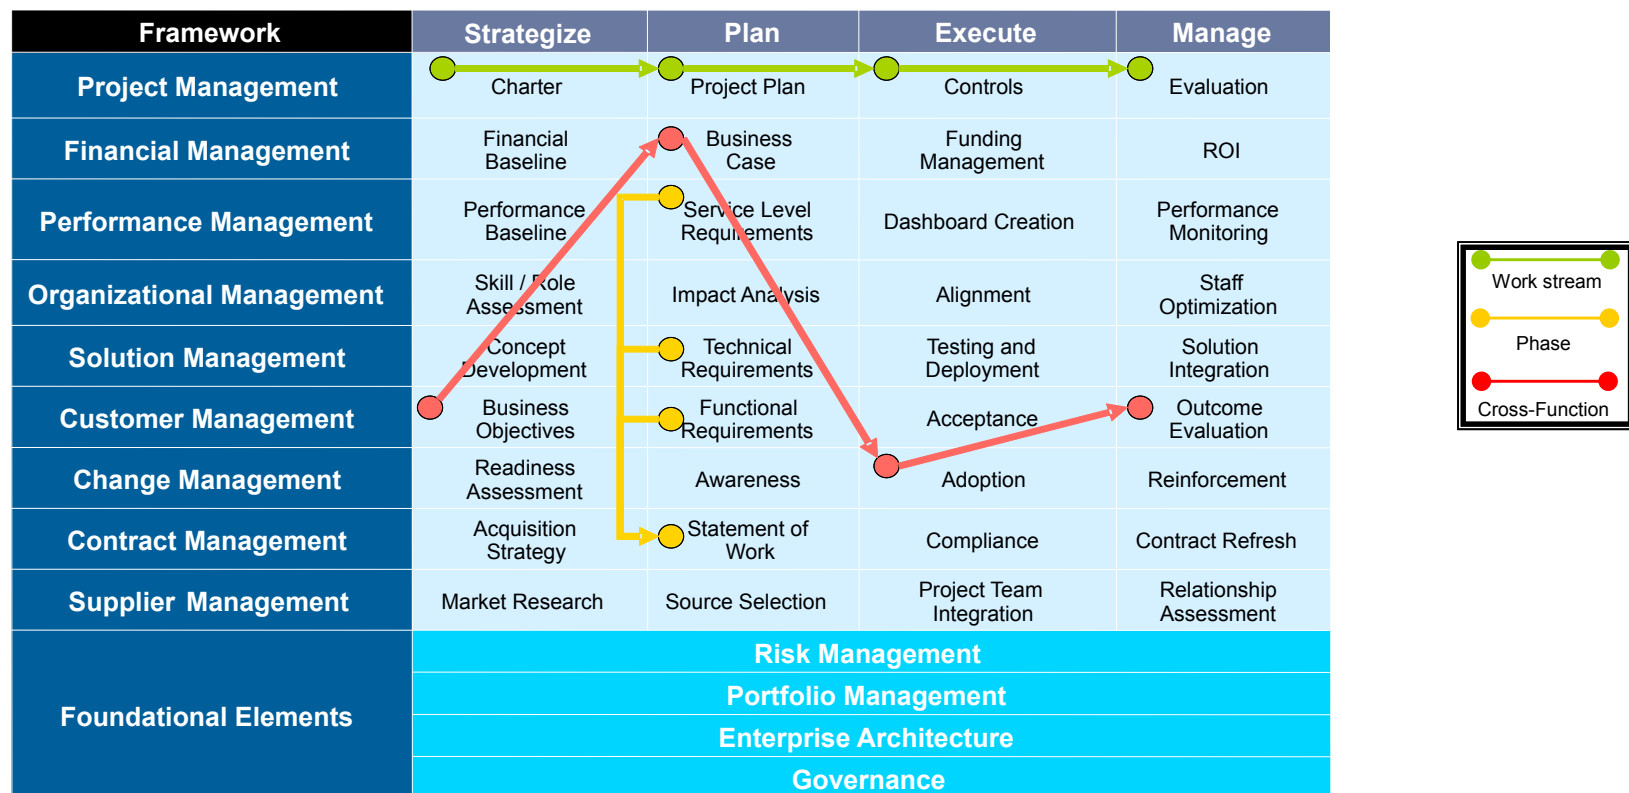 Framework Strategize Plan Execute Manage
Project Management Charter Project Plan Controls Evaluation
Financial Management
Financial
Baseline
Business
Case
Funding
Management
ROI
Performance Management
Performance
Baseline
Service Level
Requirements
Dashboard Creation
Performance
Monitoring
Organizational Management
Skill / Role
Assessment
Impact Analysis
Alignment
Staff
Optimization
Solution Management
Concept
Development
Technical
Requirements
Testing and
Deployment
Solution
Integration
Customer Management
Business
Objectives
Functional
Requirements
Acceptance
Outcome
Evaluation
Change Management
Readiness
Assessment
Awareness
Adoption
Reinforcement
Contract Management
Acquisition
Strategy
Statement of
Work
Compliance
Contract Refresh
Supplier Management
Market Research
Source Selection
Project Team
Integration
Relationship
Assessment
Foundational Elements
Risk Management
Portfolio Management
Enterprise Architecture
Governance
Work stream
Phase
Cross-Function